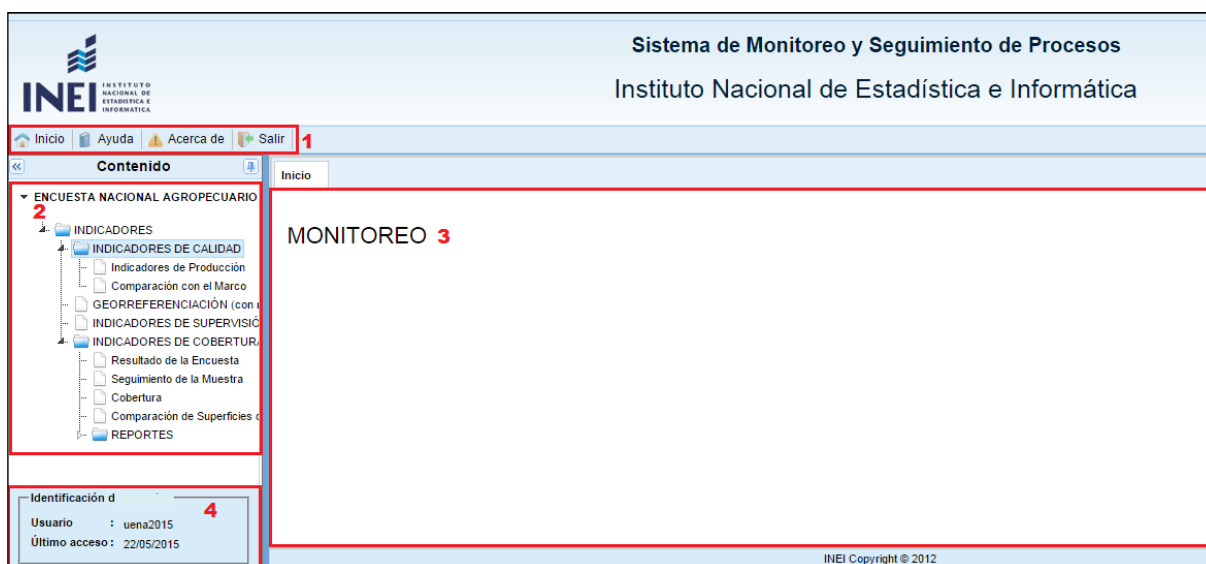 Sistema de Monitoreo y Seguimiento de Procesos
Instituto Nacional de Estadística e Informática
INEI
INSTITUTO
NACIONAL DE
ESTADISTICA E
INFORMATICA
Inicio Ayuda Acerca de Salir 1
Contenido
Inicio
ENCUESTA NACIONAL AGROPECUARIO
2
INDICADORES
INDICADORES DE CALIDAD
Indicadores de Producción
Comparación con el Marco
GEORREFERENCIACIÓN (con
INDICADORES DE SUPERVISIÓ
INDICADORES DE COBERTUR
Resultado de la Encuesta
Seguimiento de la Muestra
Cobertura
Comparación de Superficies
REPORTES
MONITOREO 3
Identificación d
4
Usuario : uena2015
Último acceso : 22/05/2015
INEI Copyright © 2012